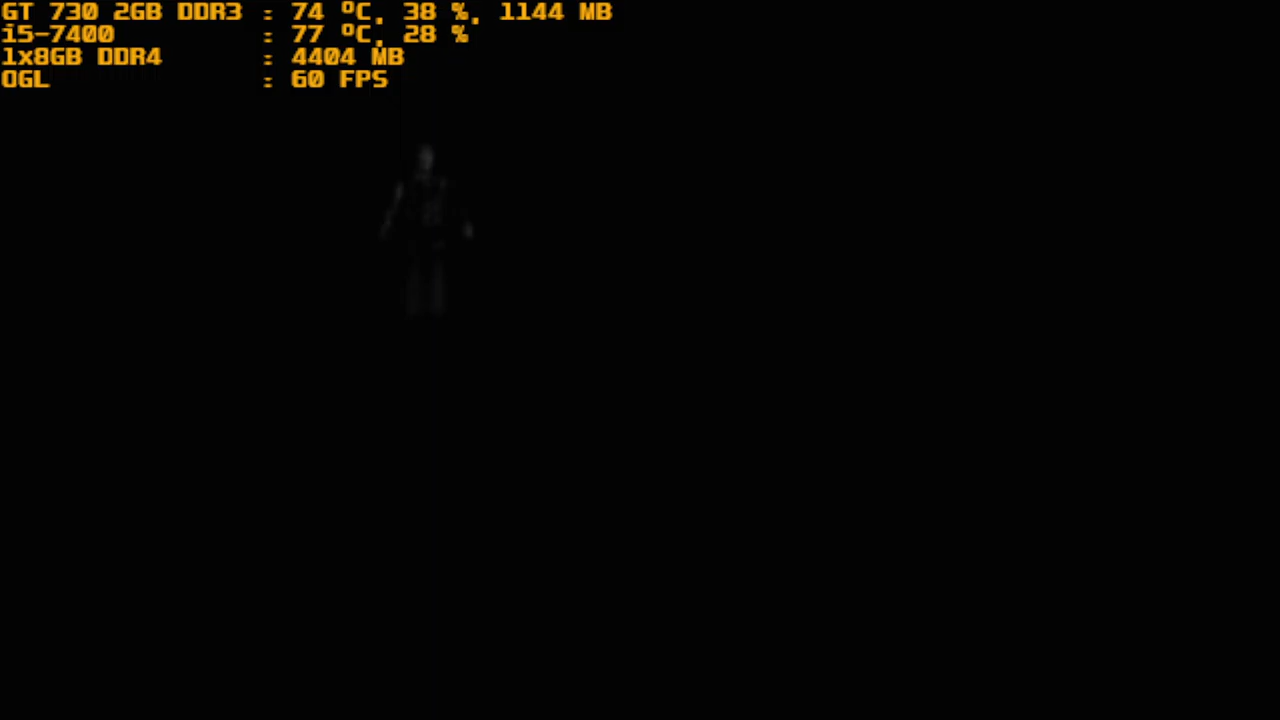 GT 730 2GB DDR3 : 74 ºC, 38 %, 1144 MB
i5-7400 : 77 ºC, 28 %
1x8GB DDR4 : 4404 MB
OGL : 60 FPS